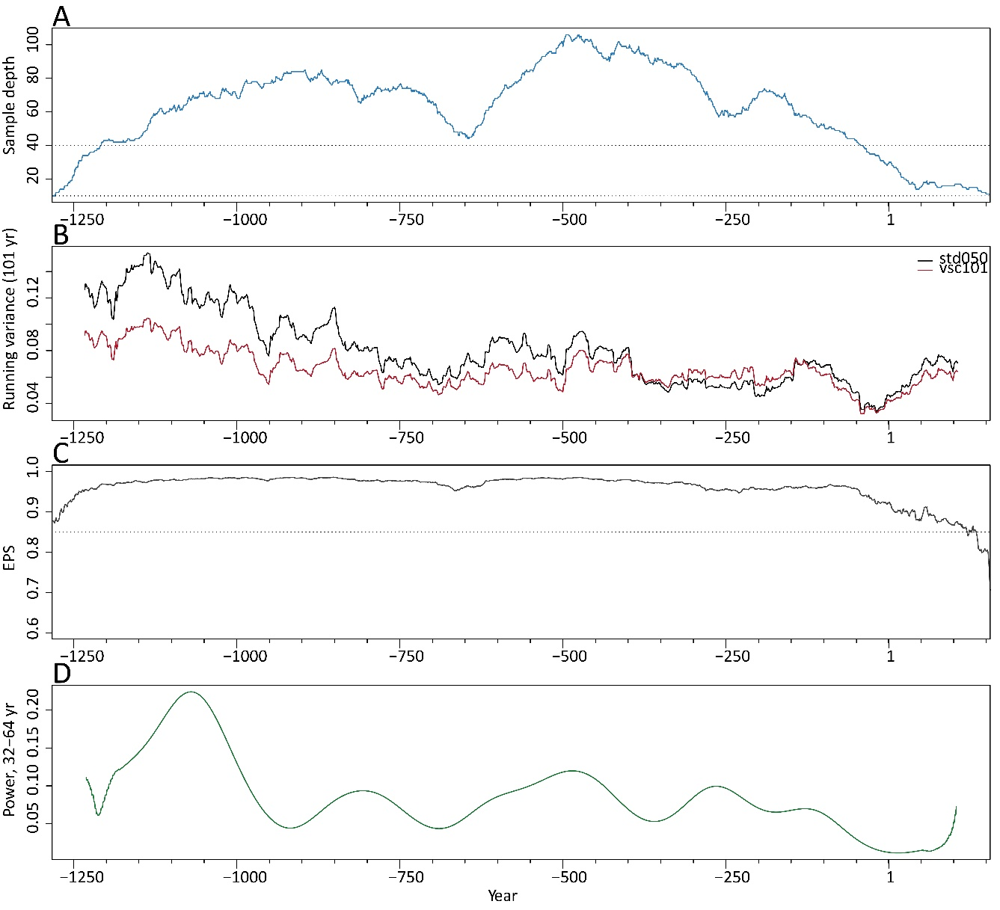 A
Sample depth
100
80
60
40
20
−1250 −1000 −750 −500 −250 1
B
Running variance (101 yr)
0.12
0.08
0.04
std050
vsc101
−1250 −1000 −750 −500 −250 1
C
EPS
1.0
0.9
0.8
0.7
0.6
−1250 −1000 −750 −500 −250 1
D
Power, 32−64 yr
0.20
0.15
0.10
0.05
−1250 −1000 −750 −500 −250 1
Year